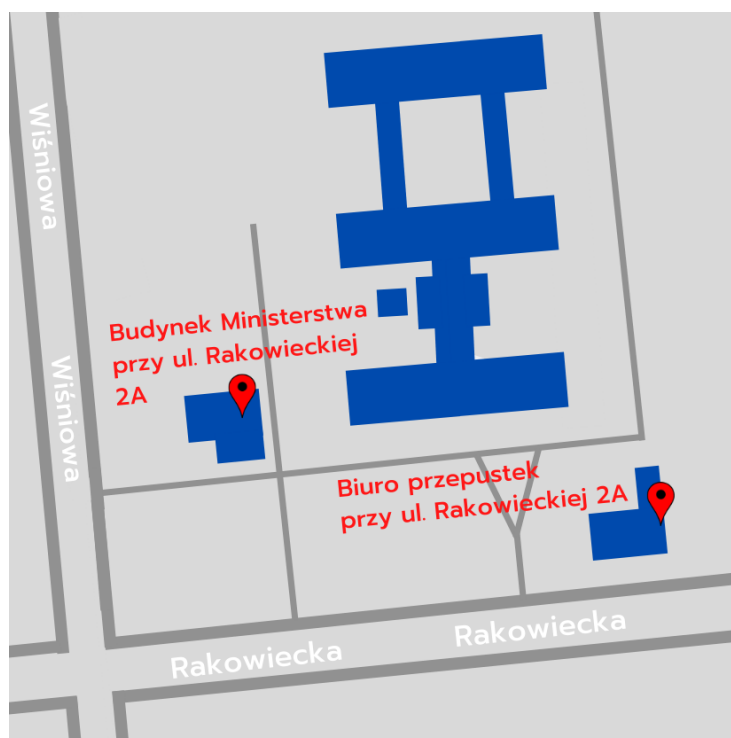 Wiśniowa
Budynek Ministerstwa
przy ul. Rakowieckiej
2A
Wiśniowa
Biuro przepustek
przy ul. Rakowieckiej 2A
Rakowiecka
Rakowiecka